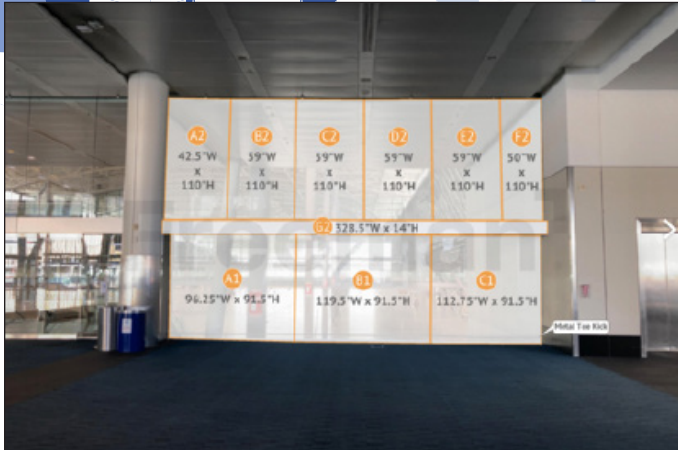 A2
42.5"W
x
110"H
B2
59"W
x
110"H
C2
59"W
x
110"H
D2
59"W
x
110"H
E2
59"W
x
110"H
F2
50"W
x
110"H
G2 328.5"W x 14"H
Freeman
A1
96.25"W x 91.5"H
B1
119.5"W x 91.5"H
C1
112.75"W x 91.5"H
Metal Toe Kick